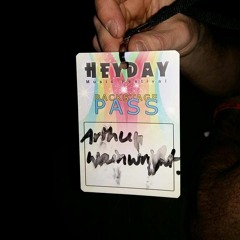 HEYDAY
Music Festival
BACKSTAGE
PASS
Arthur
Wainwright